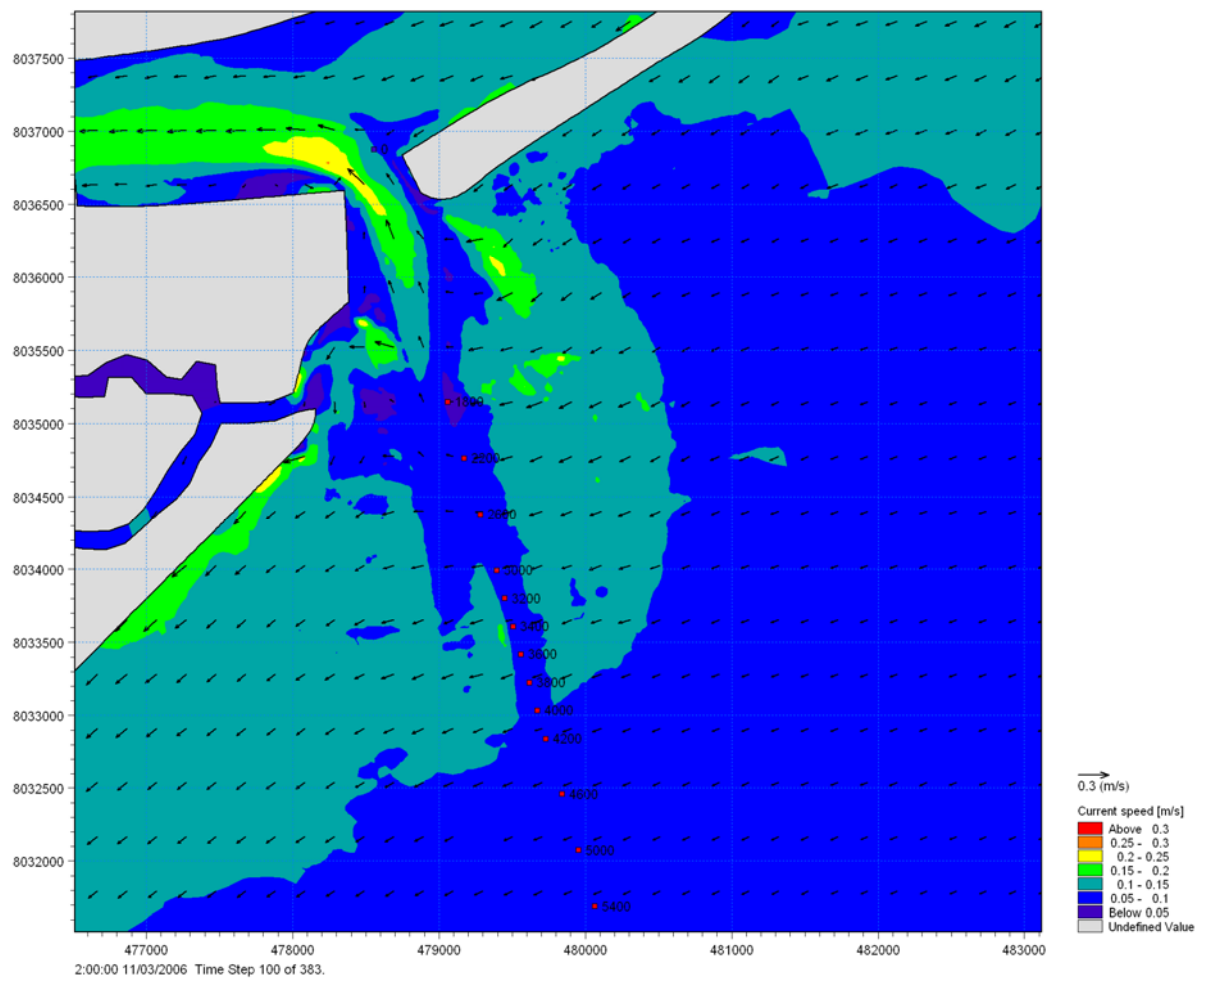 8037500
8037000
8036500
8036000
8035500
8035000
8034500
8034000
8033500
8033000
8032500
8032000
0
1800
2200
2600
3000
3200
3400
3600
3800
4000
4200
4600
5000
5400
477000 478000 479000 480000 481000 482000 483000
2:00:00 11/03/2006 Time Step 100 of 383.
0.3 (m/s)
Current speed [m/s]
Above 0.3
0.25 - 0.3
0.2 - 0.25
0.15 - 0.2
0.1 - 0.15
0.05 - 0.1
Below 0.05
Undefined Value